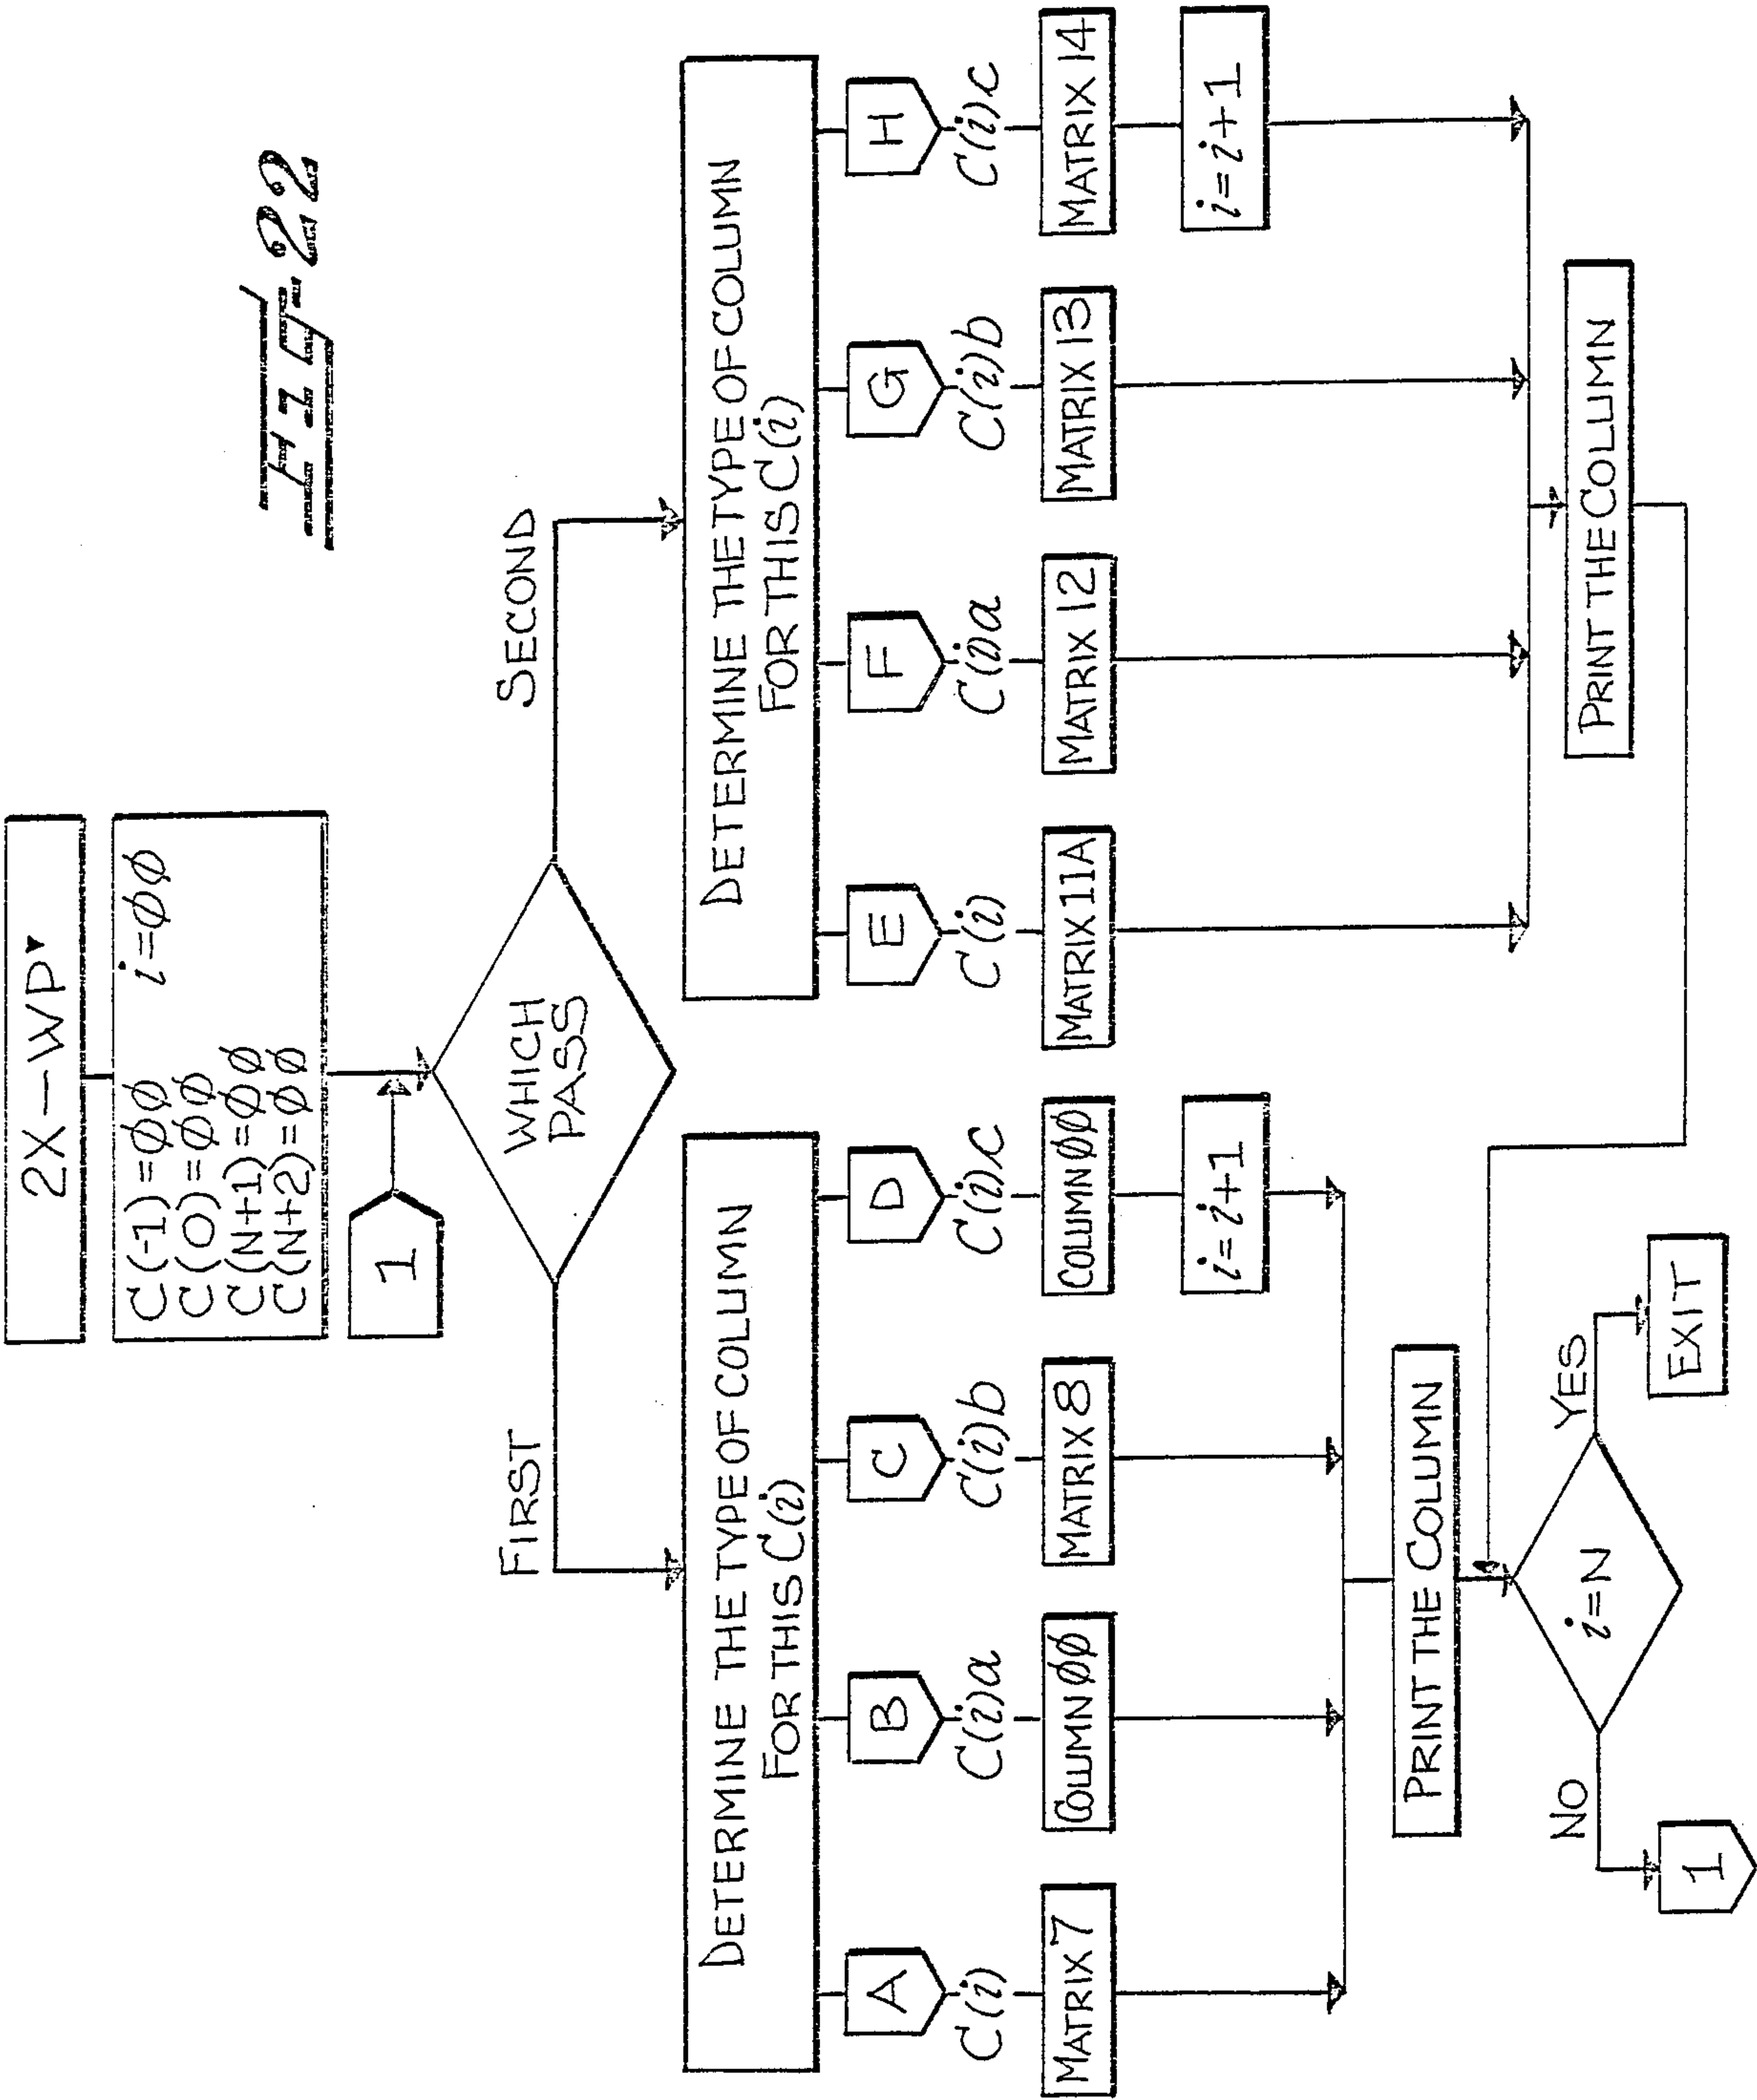 FIG-22
2X-WP
C(-1)=ØØ i=ØØ
C(0)=ØØ
C(N+1)=ØØ
C(N+2)=ØØ
1
WHICH
PASS
FIRST
SECOND
DETERMINE THE TYPE OF COLUMN
FOR THIS C(i)
A
B
C
D
C(i)
C(i)a
C(i)b
C(i)c
MATRIX 7
COLUMN ØØ
MATRIX 8
COLUMN ØØ
i=i+1
PRINT THE COLUMN
DETERMINE THE TYPE OF COLUMN
FOR THIS C(i)
E
F
G
H
C(i)
C(i)a
C(i)b
C(i)c
MATRIX 11A
MATRIX 12
MATRIX 13
MATRIX 14
i=i+1
PRINT THE COLUMN
i=N
NO
YES
1
EXIT